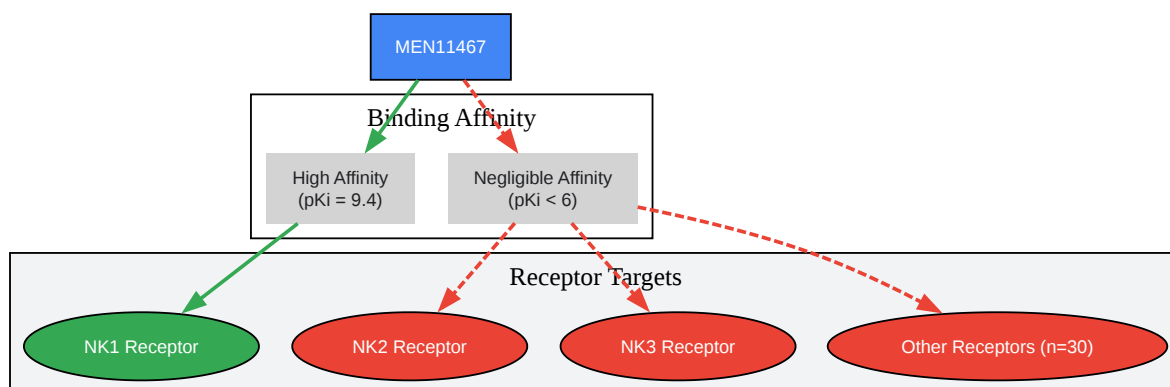 MEN11467
Binding Affinity
High Affinity
(pKi = 9.4)
Negligible Affinity
(pKi < 6)
Receptor Targets
NK1 Receptor
NK2 Receptor
NK3 Receptor
Other Receptors (n=30)